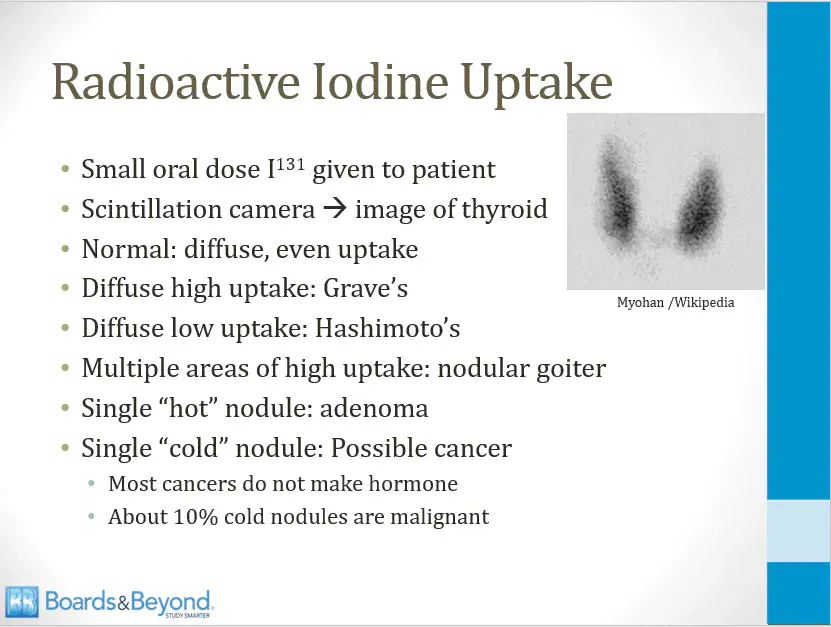 Radioactive Iodine Uptake
• Small oral dose I¹³¹ given to patient
• Scintillation camera → image of thyroid
• Normal: diffuse, even uptake
• Diffuse high uptake: Grave’s
• Diffuse low uptake: Hashimoto’s
• Multiple areas of high uptake: nodular goiter
• Single “hot” nodule: adenoma
• Single “cold” nodule: Possible cancer
• Most cancers do not make hormone
• About 10% cold nodules are malignant
Myohan /Wikipedia
BB Boards&Beyond.
STUDY SMARTER